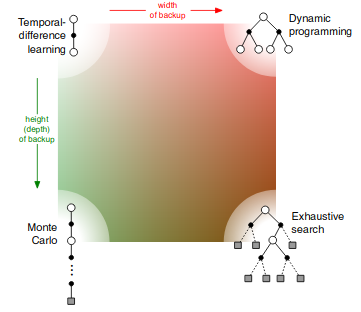 Temporal-
difference
learning
width
of backup
Dynamic
programming
height
(depth)
of backup
Monte
Carlo
Exhaustive
search